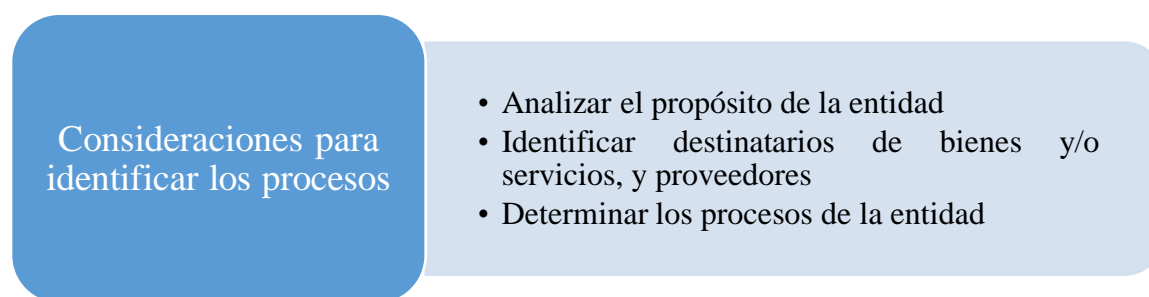 Consideraciones para
identificar los procesos
• Analizar el propósito de la entidad
• Identificar destinatarios de bienes y/o
servicios, y proveedores
• Determinar los procesos de la entidad